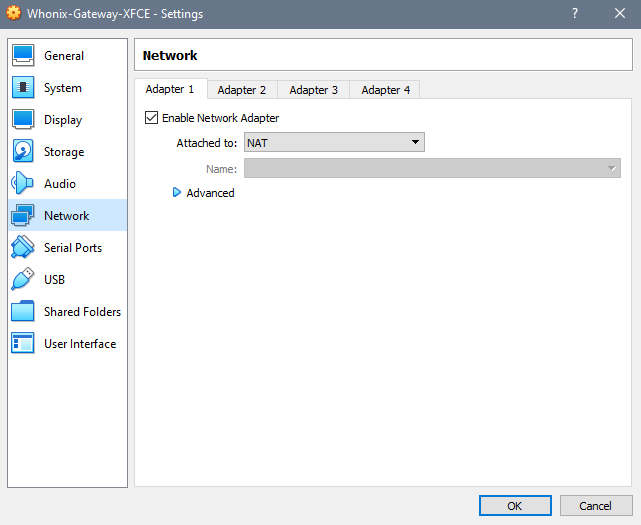 Whonix-Gateway-XFCE - Settings
?
General
System
Display
Storage
Audio
Network
Serial Ports
USB
Shared Folders
User Interface
Network
Adapter 1 Adapter 2 Adapter 3 Adapter 4
Enable Network Adapter
Attached to: NAT
Name:
Advanced
OK Cancel